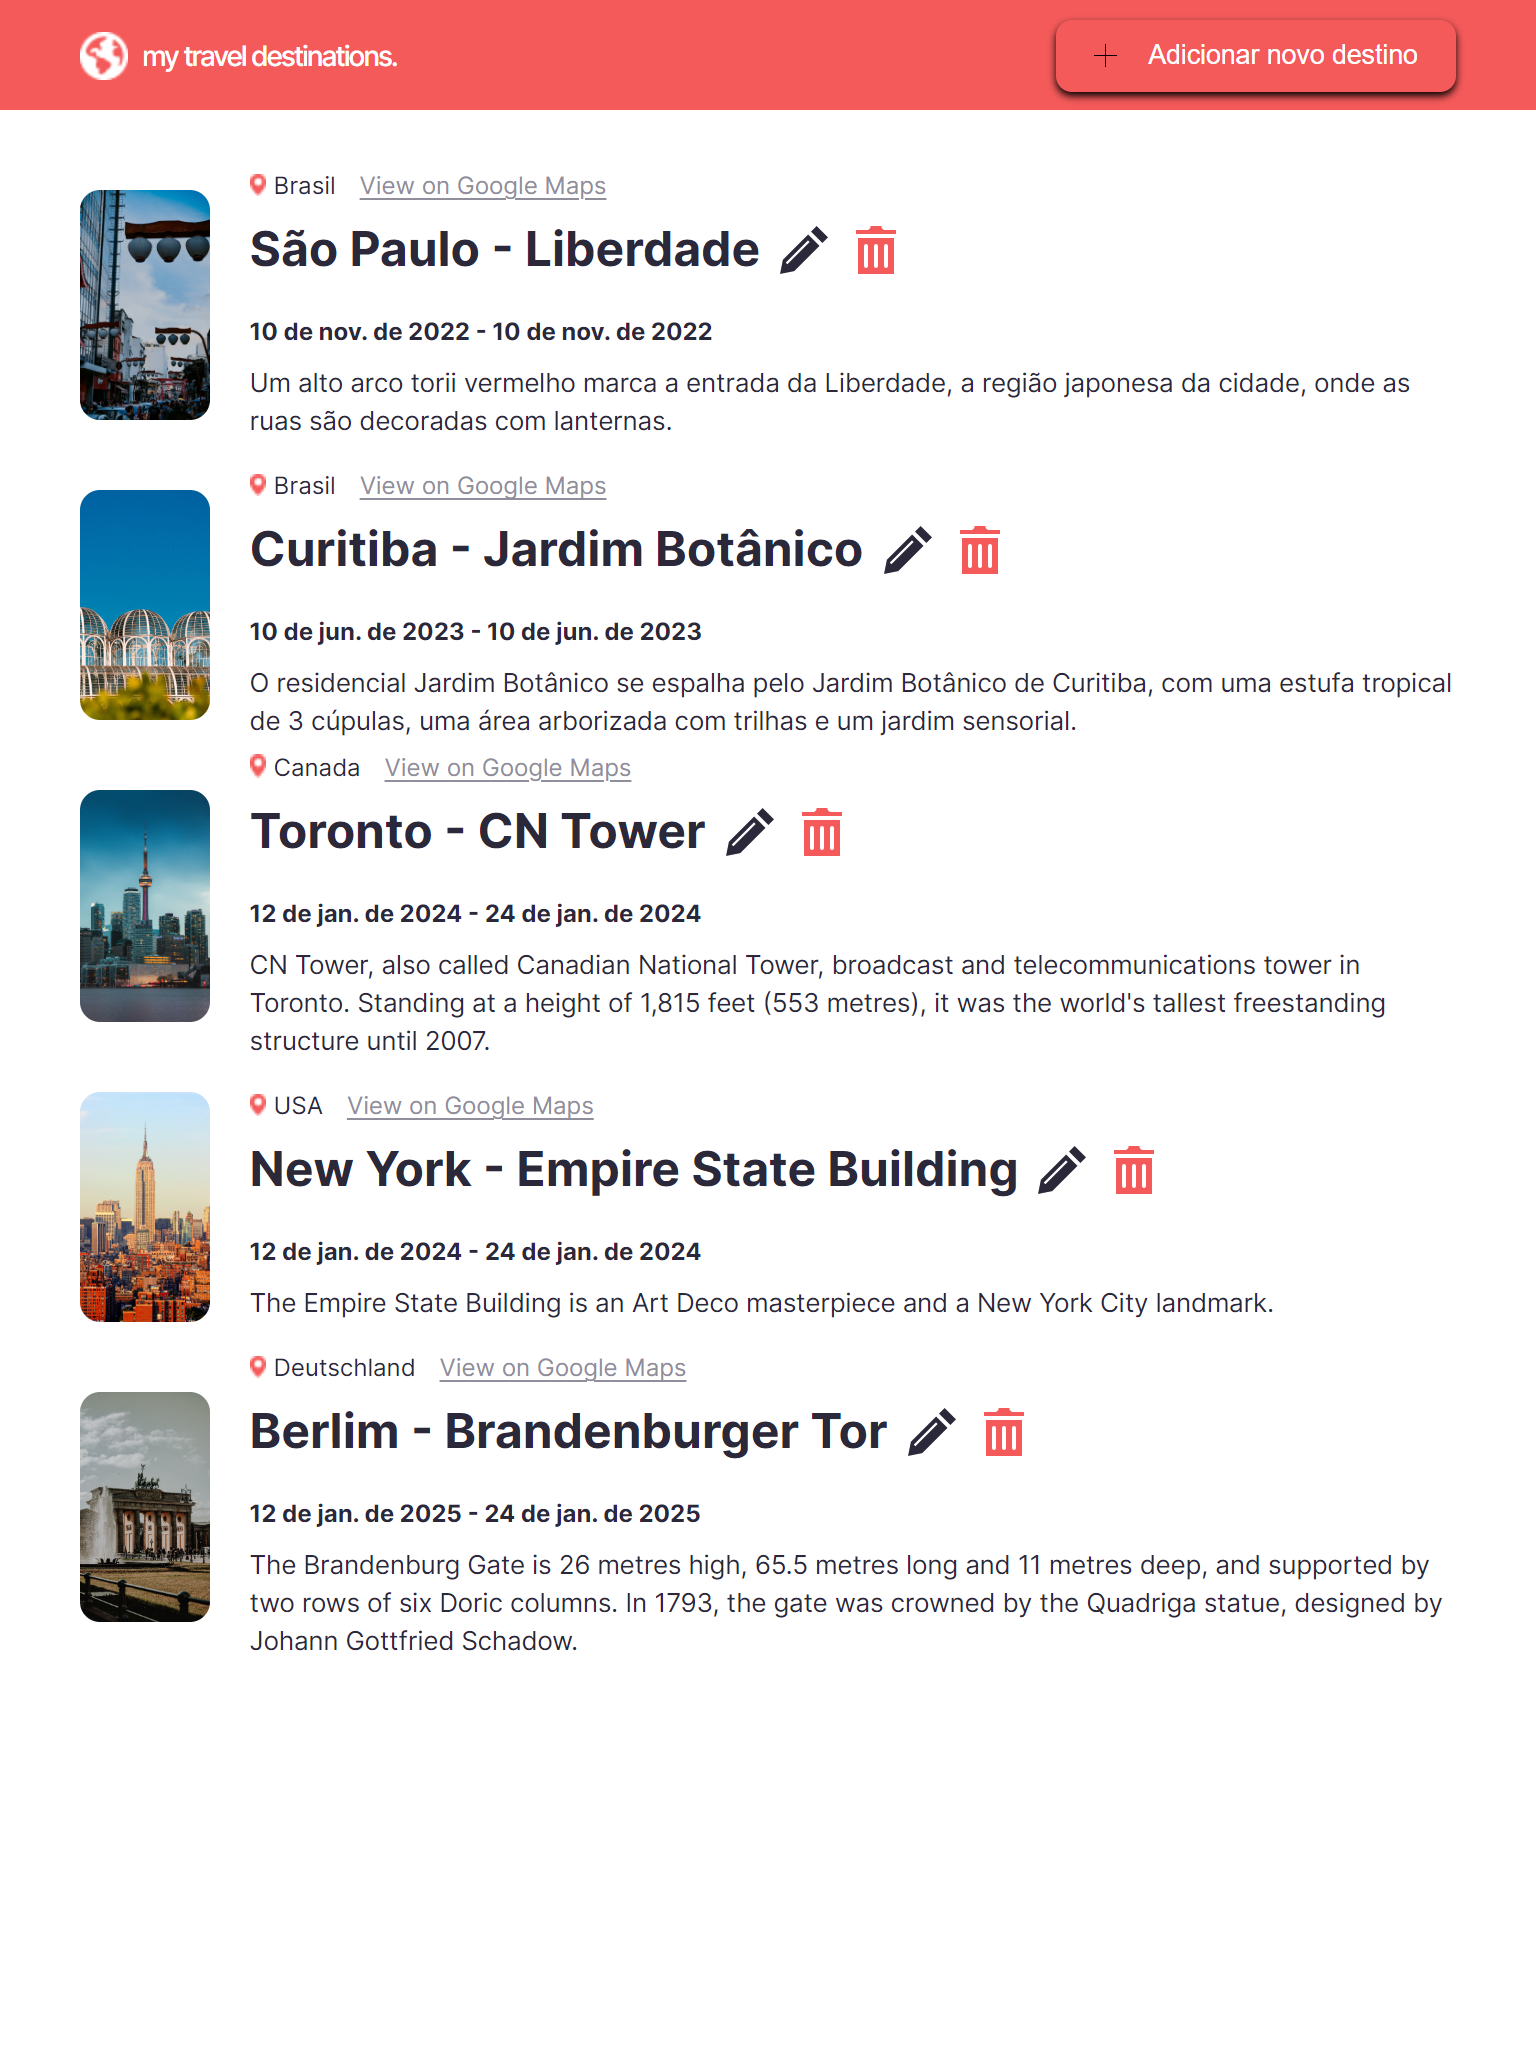 my travel destinations.
Adicionar novo destino
Brasil View on Google Maps
São Paulo - Liberdade
10 de nov. de 2022 - 10 de nov. de 2022
Um alto arco torii vermelho marca a entrada da Liberdade, a região japonesa da cidade, onde as
ruas são decoradas com lanternas.
Brasil View on Google Maps
Curitiba - Jardim Botânico
10 de jun. de 2023 - 10 de jun. de 2023
O residencial Jardim Botânico se espalha pelo Jardim Botânico de Curitiba, com uma estufa tropical
de 3 cúpulas, uma área arborizada com trilhas e um jardim sensorial.
Canada View on Google Maps
Toronto - CN Tower
12 de jan. de 2024 - 24 de jan. de 2024
CN Tower, also called Canadian National Tower, broadcast and telecommunications tower in
Toronto. Standing at a height of 1,815 feet (553 metres), it was the world's tallest freestanding
structure until 2007.
USA View on Google Maps
New York - Empire State Building
12 de jan. de 2024 - 24 de jan. de 2024
The Empire State Building is an Art Deco masterpiece and a New York City landmark.
Deutschland View on Google Maps
Berlim - Brandenburger Tor
12 de jan. de 2025 - 24 de jan. de 2025
The Brandenburg Gate is 26 metres high, 65.5 metres long and 11 metres deep, and supported by
two rows of six Doric columns. In 1793, the gate was crowned by the Quadriga statue, designed by
Johann Gottfried Schadow.